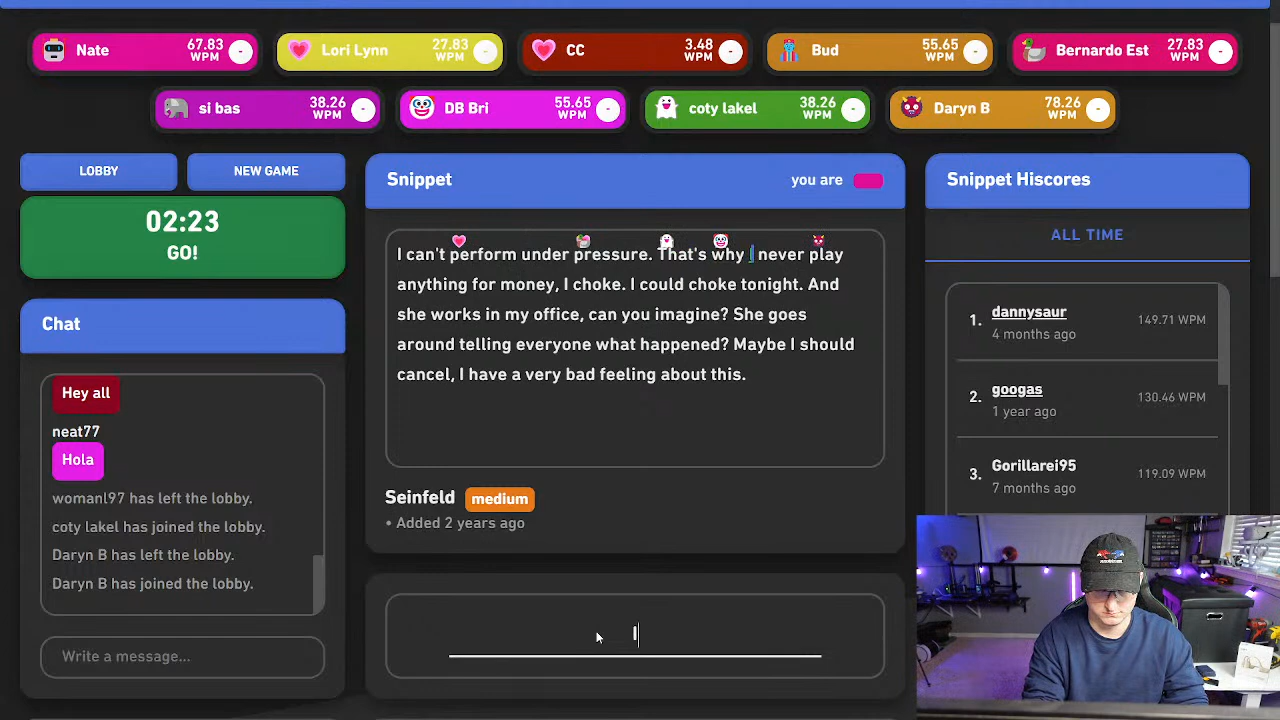 Nate 67.83 WPM -
Lori Lynn 27.83 WPM -
CC 3.48 WPM -
Bud 55.65 WPM -
Bernardo Est 27.83 WPM -
si bas 38.26 WPM -
DB Bri 55.65 WPM -
coty lakel 38.26 WPM -
Daryn B 78.26 WPM -
LOBBY
NEW GAME
02:23
GO!
Chat
Hey all
neat77
Hola
womanl97 has left the lobby.
coty lakel has joined the lobby.
Daryn B has left the lobby.
Daryn B has joined the lobby.
Write a message...
Snippet
you are
I can't perform under pressure. That's why I never play
anything for money, I choke. I could choke tonight. And
she works in my office, can you imagine? She goes
around telling everyone what happened? Maybe I should
cancel, I have a very bad feeling about this.
Seinfeld medium
• Added 2 years ago
I
Snippet Hiscores
ALL TIME
1. dannysaur 149.71 WPM
4 months ago
2. googas 130.46 WPM
1 year ago
3. Gorillarei95 119.09 WPM
7 months ago